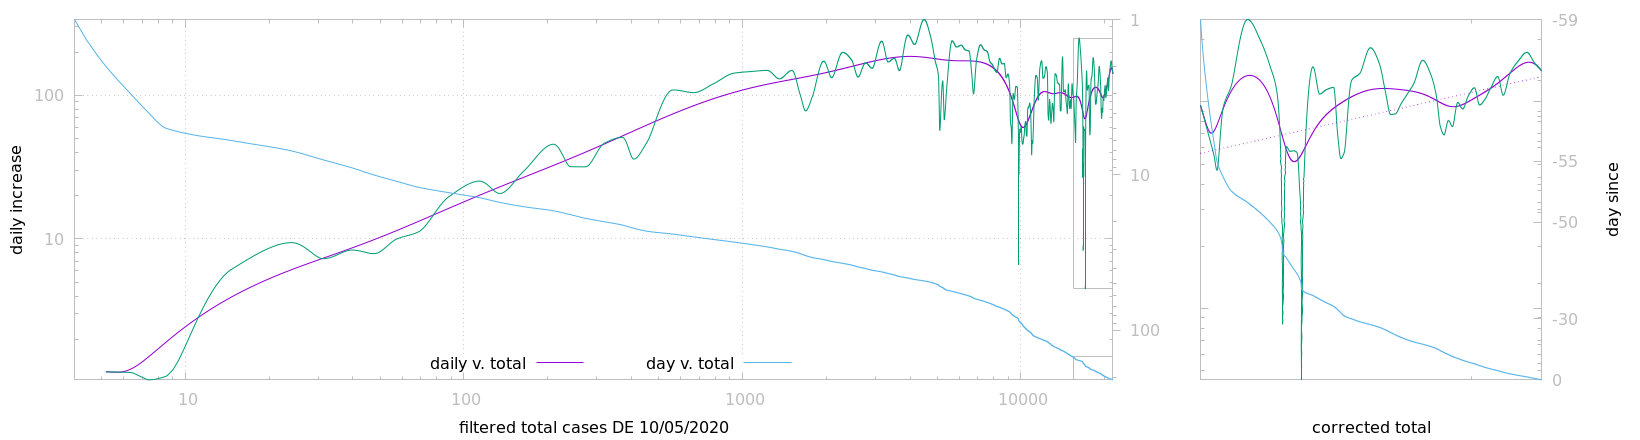 daily increase
100
10
1
10
100
daily v. total
day v. total
10
100
1000
10000
filtered total cases DE 10/05/2020
-59
-55
-50
-30
0
day since
corrected total